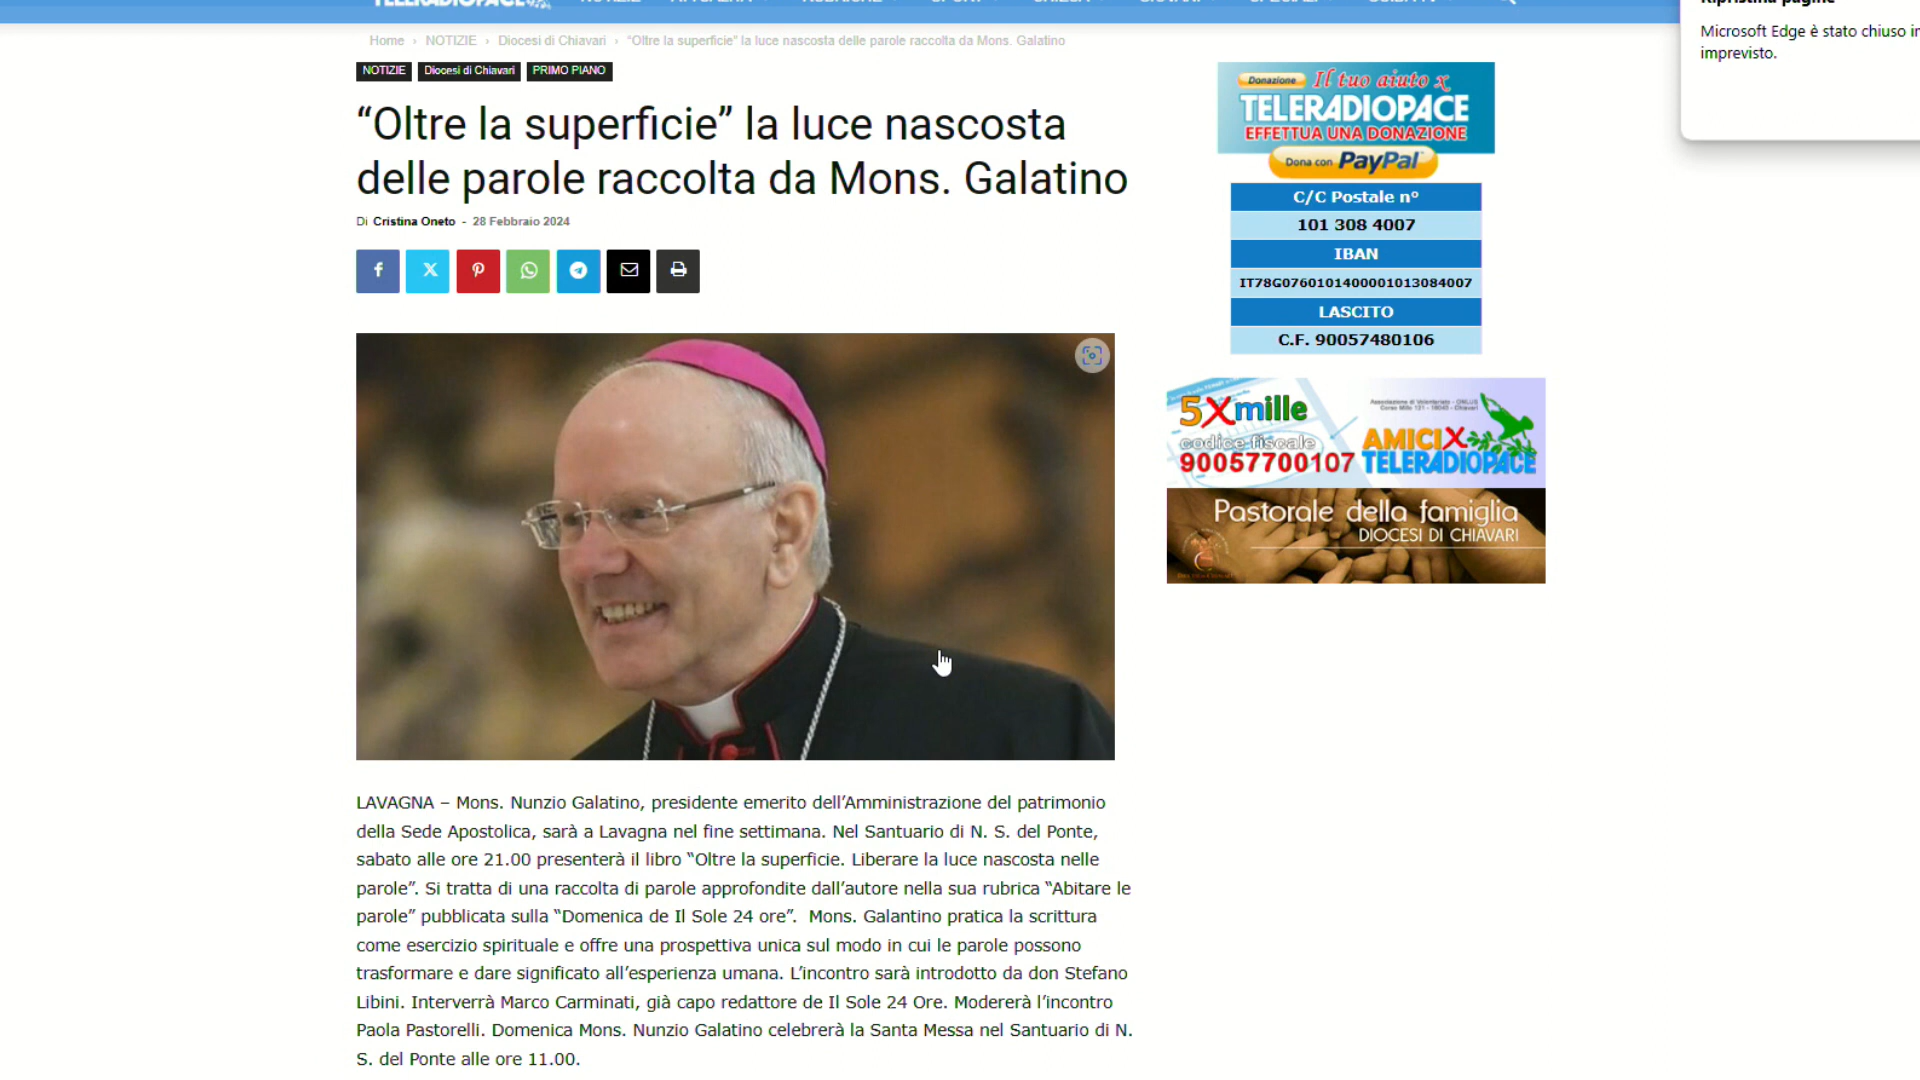 TELERADIOPACE
Ripristina pagine
Microsoft Edge è stato chiuso in
imprevisto.
Home › NOTIZIE › Diocesi di Chiavari › “Oltre la superficie” la luce nascosta delle parole raccolta da Mons. Galatino
NOTIZIE Diocesi di Chiavari PRIMO PIANO
“Oltre la superficie” la luce nascosta
delle parole raccolta da Mons. Galatino
Di Cristina Oneto - 28 Febbraio 2024
LAVAGNA – Mons. Nunzio Galatino, presidente emerito dell’Amministrazione del patrimonio
della Sede Apostolica, sarà a Lavagna nel fine settimana. Nel Santuario di N. S. del Ponte,
sabato alle ore 21.00 presenterà il libro “Oltre la superficie. Liberare la luce nascosta nelle
parole”. Si tratta di una raccolta di parole approfondite dall’autore nella sua rubrica “Abitare le
parole” pubblicata sulla “Domenica de Il Sole 24 ore”.  Mons. Galantino pratica la scrittura
come esercizio spirituale e offre una prospettiva unica sul modo in cui le parole possono
trasformare e dare significato all’esperienza umana. L’incontro sarà introdotto da don Stefano
Libini. Interverrà Marco Carminati, già capo redattore de Il Sole 24 Ore. Modererà l’incontro
Paola Pastorelli. Domenica Mons. Nunzio Galatino celebrerà la Santa Messa nel Santuario di N.
S. del Ponte alle ore 11.00.
Donazione Il tuo aiuto x
TELERADIOPACE
EFFETTUA UNA DONAZIONE
Dona con PayPal
C/C Postale n°
101 308 4007
IBAN
IT78G0760101400001013084007
LASCITO
C.F. 90057480106
5Xmille
codice fiscale
90057700107
Associazione di Volontariato - ONLUS
AMICI X
TELERADIOPACE
Pastorale della famiglia
DIOCESI DI CHIAVARI